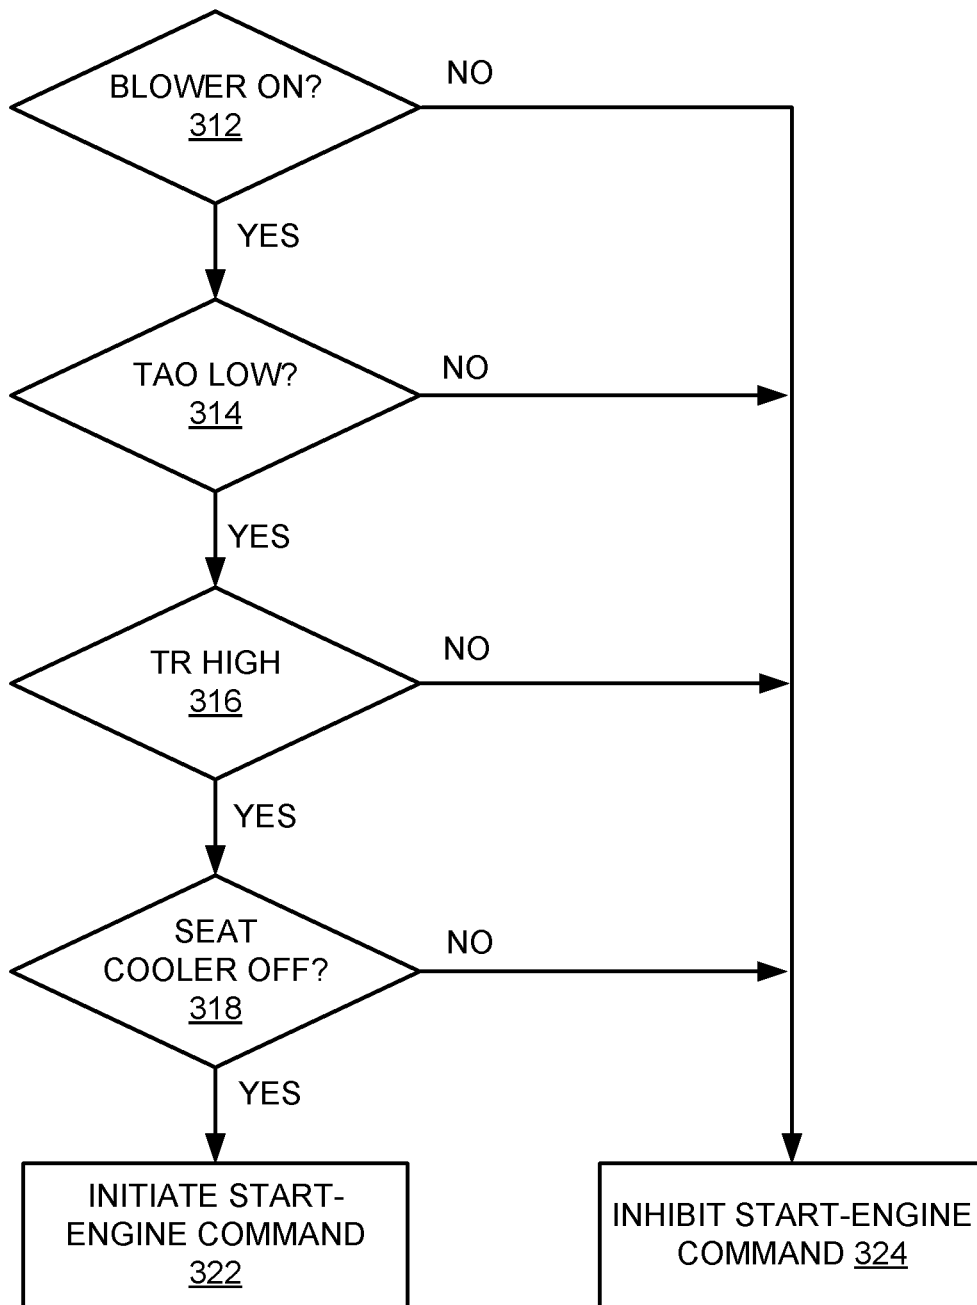 BLOWER ON?
312
NO
YES
TAO LOW?
314
NO
YES
TR HIGH
316
NO
YES
SEAT
COOLER OFF?
318
NO
YES
INITIATE START-
ENGINE COMMAND
322
INHIBIT START-ENGINE
COMMAND 324